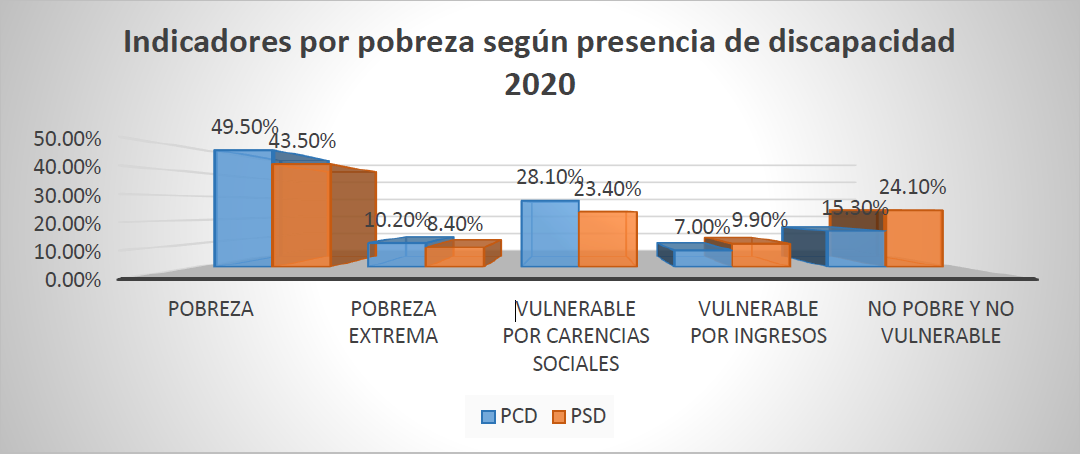 Indicadores por pobreza según presencia de discapacidad
2020
49.50%
43.50%
10.20%
8.40%
28.10%
23.40%
7.00%
9.90%
15.30%
24.10%
50.00%
40.00%
30.00%
20.00%
10.00%
0.00%
POBREZA
POBREZA
EXTREMA
VULNERABLE
POR CARENCIAS
SOCIALES
VULNERABLE
POR INGRESOS
NO POBRE Y NO
VULNERABLE
PCD
PSD